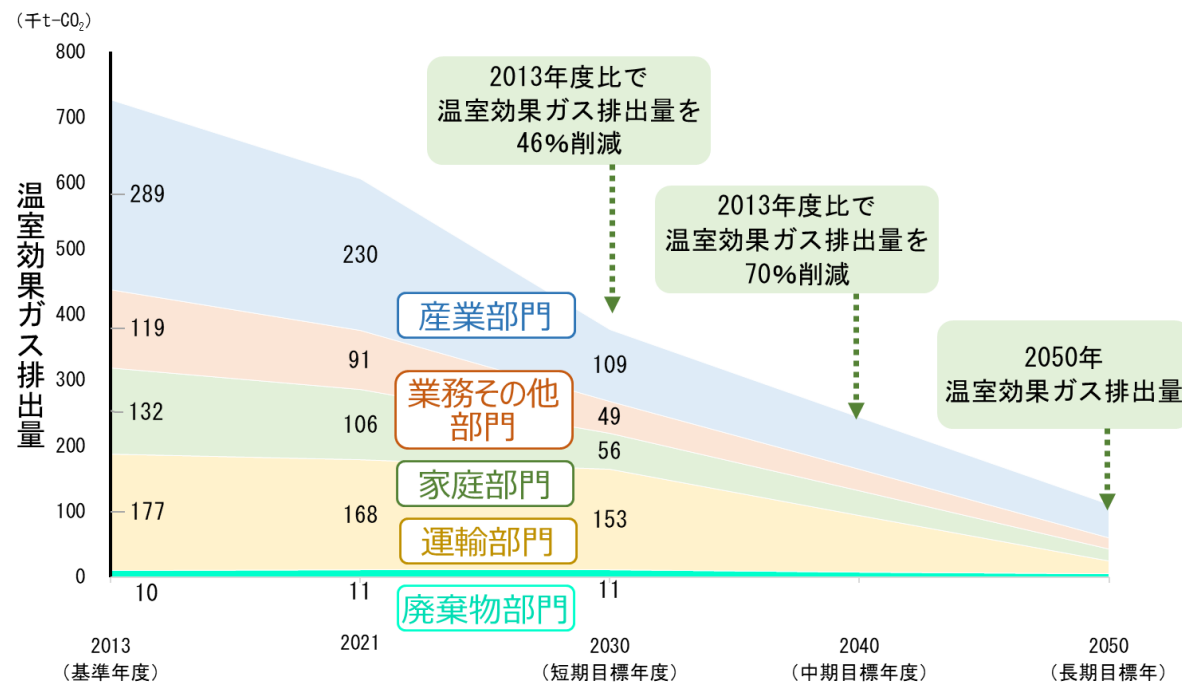 (千t-CO₂)
800
700
600
500
400
300
200
100
0
温室効果ガス排出量
2013年度比で
温室効果ガス排出量を
46%削減
2013年度比で
温室効果ガス排出量を
70%削減
2050年
温室効果ガス排出量
289
119
132
177
10
230
91
106
168
11
産業部門
業務その他
部門
家庭部門
運輸部門
廃棄物部門
109
49
56
153
11
2013
(基準年度)
2021
2030
(短期目標年度)
2040
(中期目標年度)
2050
(長期目標年)